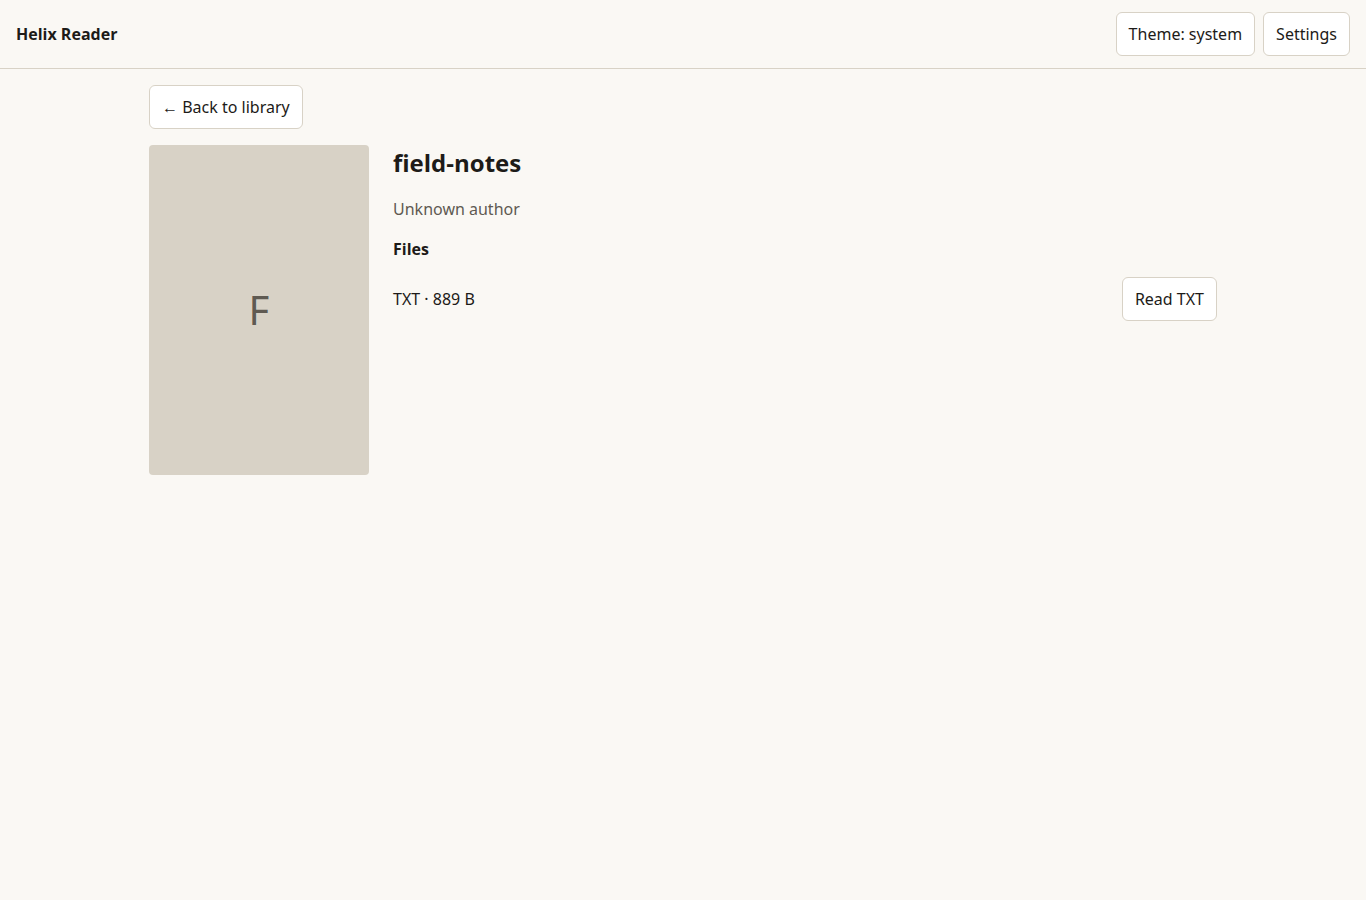 Helix Reader
Theme: system
Settings
← Back to library
F
field-notes
Unknown author
Files
TXT · 889 B
Read TXT